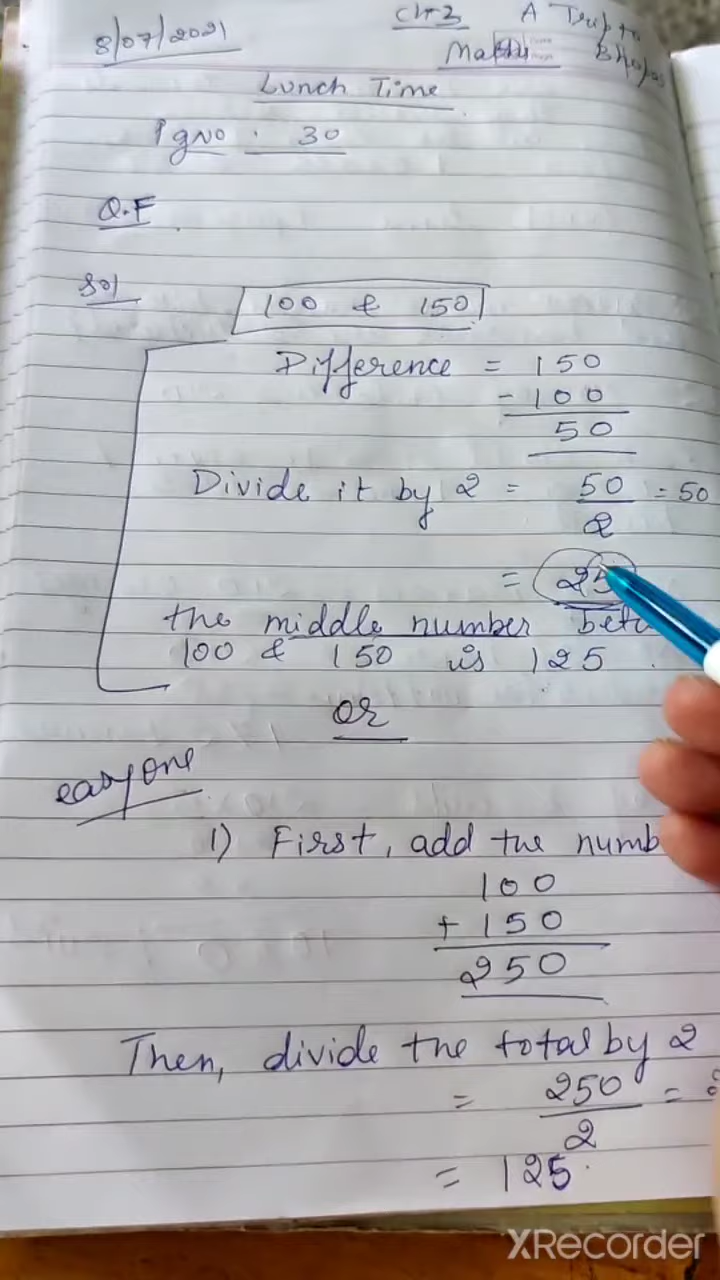 8/07/2021 Ch-3 A Trip to
Maths
Lunch Time
Pg No. 30
Q.F
Sol
100 & 150
Difference = 150
- 100
50
Divide it by 2 = 50/2 = 50
= 25
the middle number
100 & 150 is 125
or
easy one
1) First, add the numb
100
+ 150
250
Then, divide the total by 2
= 250/2 =
= 125
XRecorder